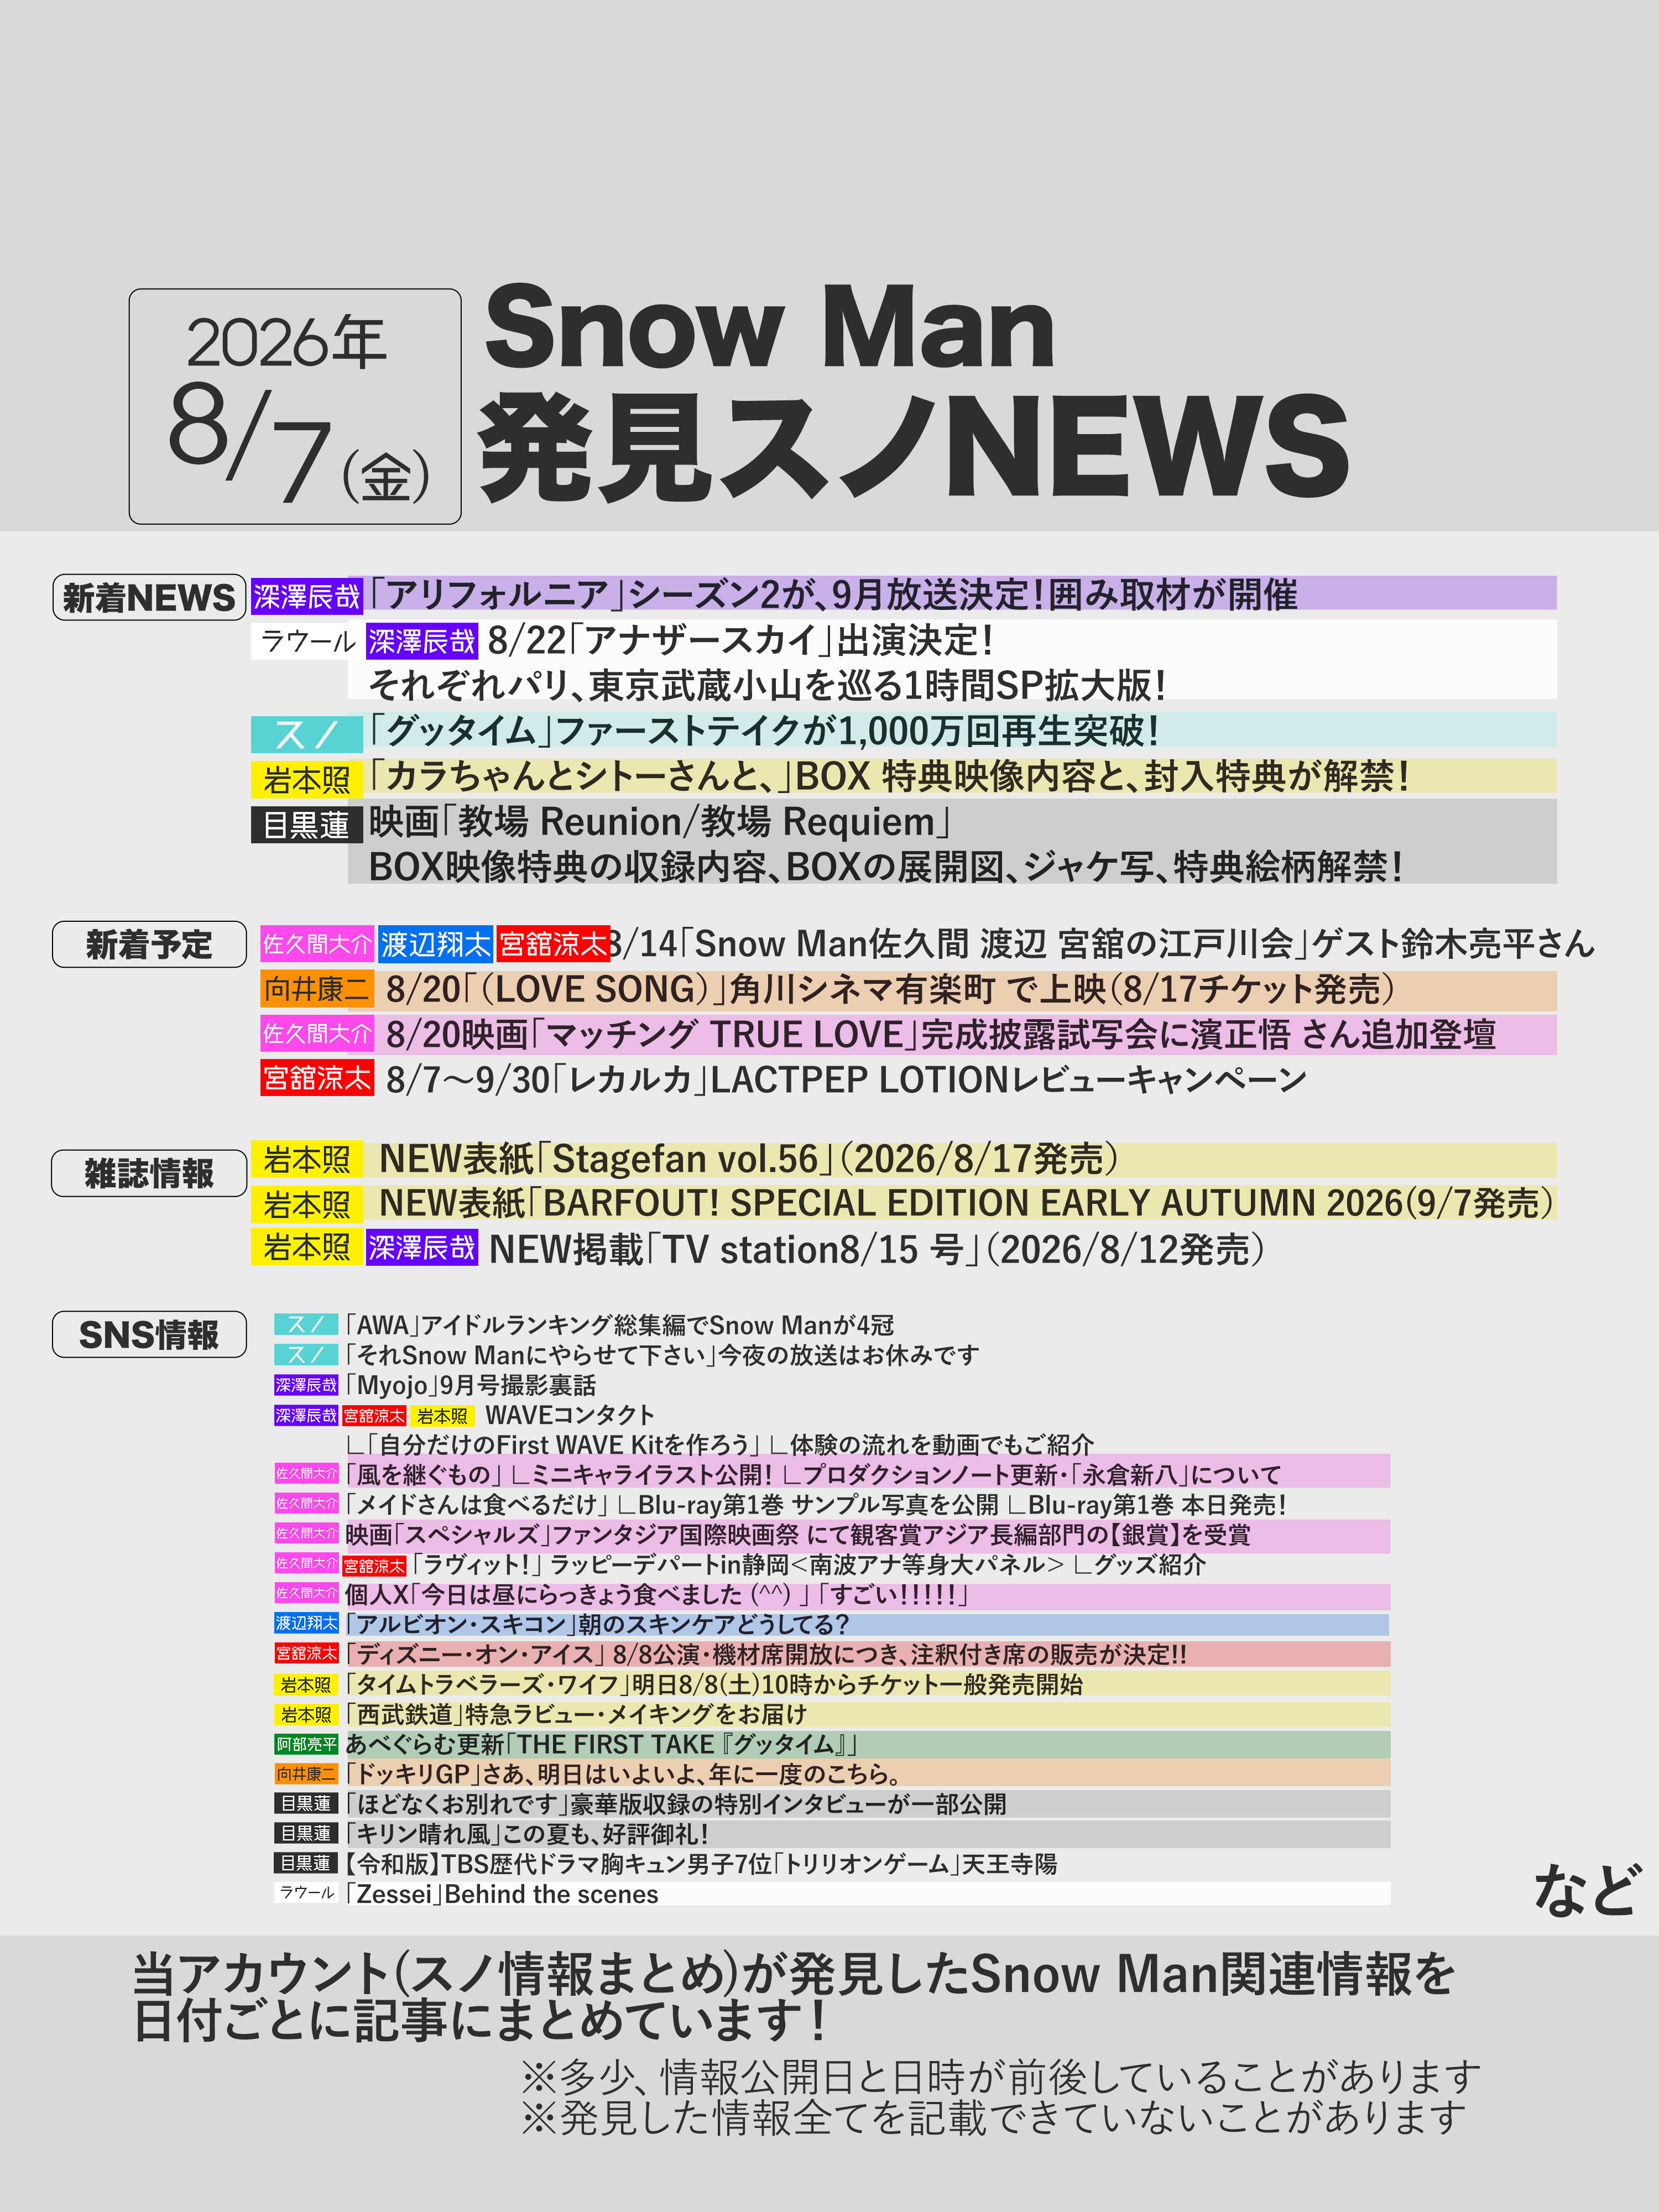 2026年
8/7(金)
Snow Man
発見スノNEWS
新着NEWS
深澤辰哉 「アリフォルニア」シーズン2が、9月放送決定！囲み取材が開催
ラウール 深澤辰哉 8/22「アナザースカイ」出演決定！
それぞれパリ、東京武蔵小山を巡る1時間SP拡大版！
スノ 「グッタイム」ファーストテイクが1,000万回再生突破！
岩本照 「カラちゃんとシトーさんと、」BOX 特典映像内容と、封入特典が解禁！
目黒蓮 映画「教場 Reunion/教場 Requiem」
BOX映像特典の収録内容、BOXの展開図、ジャケ写、特典絵柄解禁！
新着予定
佐久間大介 渡辺翔太 宮舘涼太 8/14「Snow Man佐久間 渡辺 宮舘の江戸川会」ゲスト鈴木亮平さん
向井康二 8/20「（LOVE SONG）」角川シネマ有楽町 で上映（8/17チケット発売）
佐久間大介 8/20映画「マッチング TRUE LOVE」完成披露試写会に濱正悟 さん追加登壇
宮舘涼太 8/7～9/30「レカルカ」LACTPEP LOTIONレビューキャンペーン
雑誌情報
岩本照 NEW表紙「Stagefan vol.56」（2026/8/17発売）
岩本照 NEW表紙「BARFOUT! SPECIAL EDITION EARLY AUTUMN 2026(9/7発売）
岩本照 深澤辰哉 NEW掲載「TV station8/15 号」（2026/8/12発売）
SNS情報
スノ 「AWA」アイドルランキング総集編でSnow Manが4冠
スノ 「それSnow Manにやらせて下さい」今夜の放送はお休みです
深澤辰哉 「Myojo」9月号撮影裏話
深澤辰哉 宮舘涼太 岩本照 WAVEコンタクト
∟「自分だけのFirst WAVE Kitを作ろう」 ∟体験の流れを動画でもご紹介
佐久間大介 「風を継ぐもの」 ∟ミニキャライラスト公開！ ∟プロダクションノート更新・「永倉新八」について
佐久間大介 「メイドさんは食べるだけ」 ∟Blu-ray第1巻 サンプル写真を公開 ∟Blu-ray第1巻 本日発売！
佐久間大介 映画「スペシャルズ」ファンタジア国際映画祭 にて観客賞アジア長編部門の【銀賞】を受賞
佐久間大介 宮舘涼太 「ラヴィット！」 ラッピーデパートin静岡＜南波アナ等身大パネル＞ ∟グッズ紹介
佐久間大介 個人X「今日は昼にらっきょう食べました (^^) 」「すごい！！！！！」
渡辺翔太 「アルビオン・スキコン」朝のスキンケアどうしてる？
宮舘涼太 「ディズニー・オン・アイス」 8/8公演・機材席開放につき、注釈付き席の販売が決定!!
岩本照 「タイムトラベラーズ・ワイフ」明日8/8(土)10時からチケット一般発売開始
岩本照 「西武鉄道」特急ラビュー・メイキングをお届け
阿部亮平 あべぐらむ更新「THE FIRST TAKE『グッタイム』」
向井康二 「ドッキリGP」さあ、明日はいよいよ、年に一度のこちら。
目黒蓮 「ほどなくお別れです」豪華版収録の特別インタビューが一部公開
目黒蓮 「キリン晴れ風」この夏も、好評御礼！
目黒蓮 【令和版】TBS歴代ドラマ胸キュン男子7位「トリリオンゲーム」天王寺陽
ラウール 「Zessei」Behind the scenes
など
当アカウント(スノ情報まとめ)が発見したSnow Man関連情報を
日付ごとに記事にまとめています！
※多少、情報公開日と日時が前後していることがあります
※発見した情報全てを記載できていないことがあります